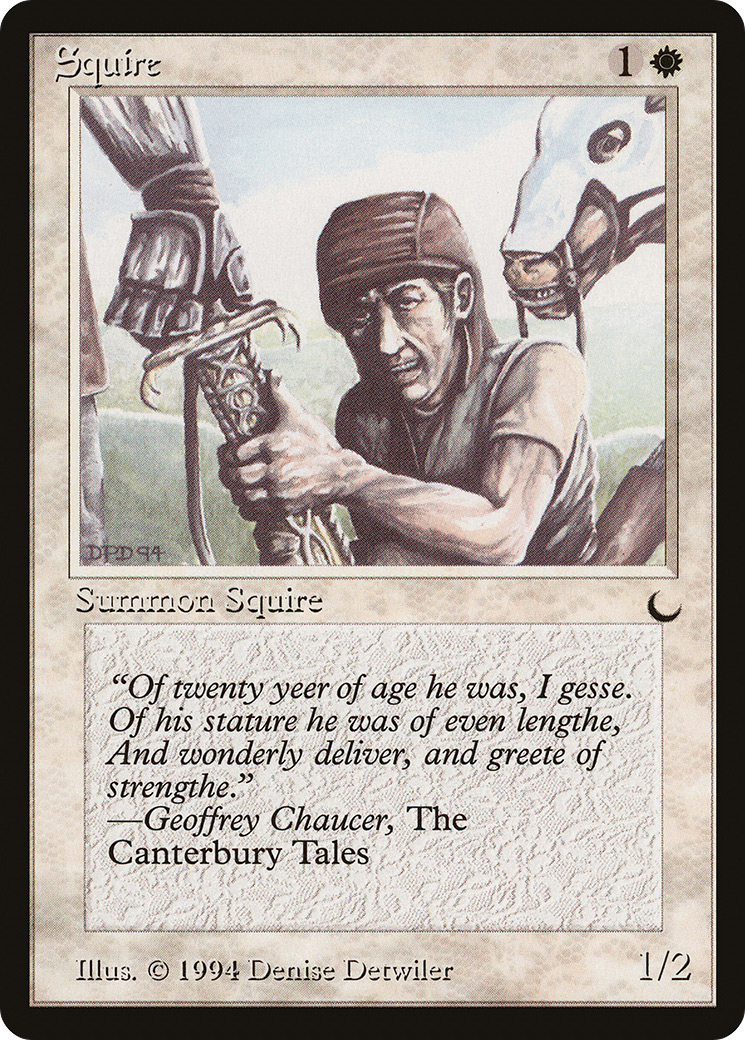 Squire 1
DPD 94
Summon Squire
“Of twenty yeer of age he was, I gesse.
Of his stature he was of even lengthe,
And wonderly deliver, and greete of
strengthe.”
—Geoffrey Chaucer, The
Canterbury Tales
Illus. © 1994 Denise Detwiler 1/2